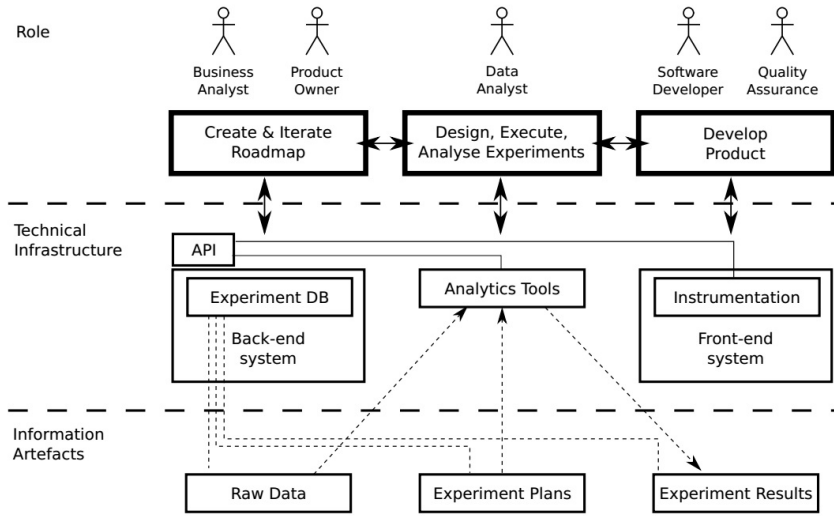 Role
Business
Analyst
Product
Owner
Data
Analyst
Software
Developer
Quality
Assurance
Create & Iterate
Roadmap
Design, Execute,
Analyse Experiments
Develop
Product
Technical
Infrastructure
API
Experiment DB
Back-end
system
Analytics Tools
Instrumentation
Front-end
system
Information
Artefacts
Raw Data
Experiment Plans
Experiment Results